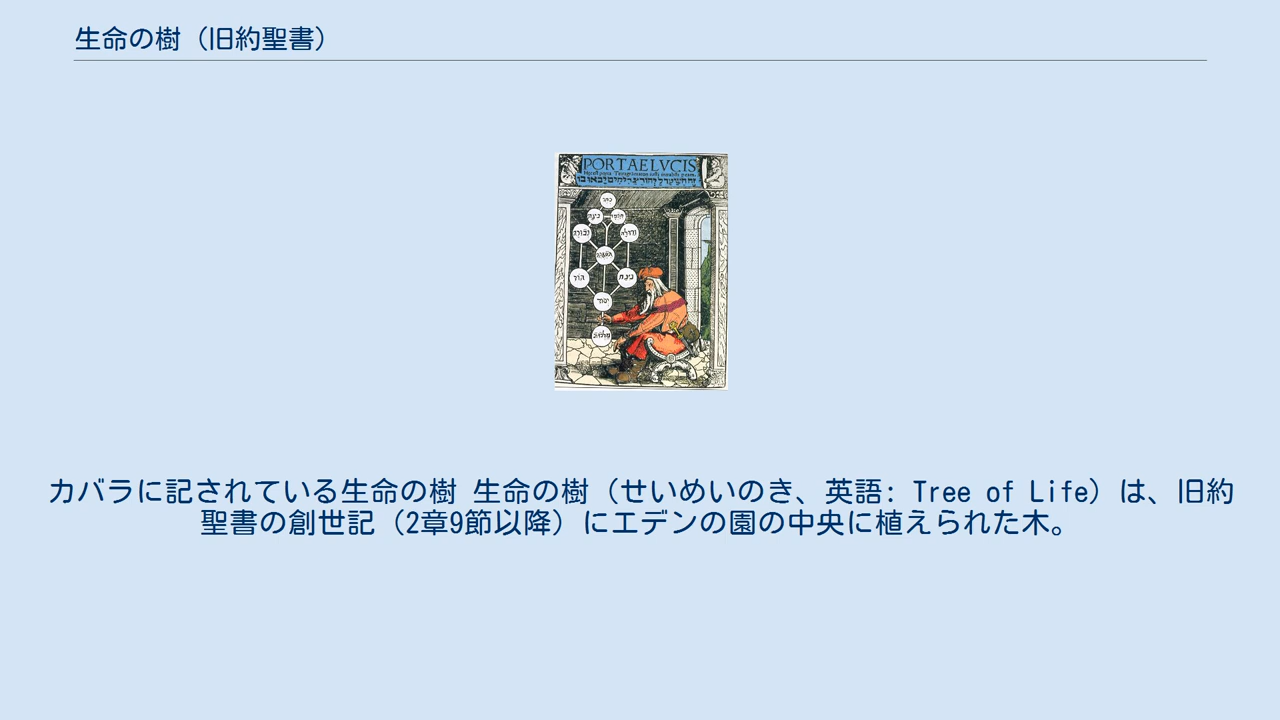 生命の樹（旧約聖書）
PORTAE LVCIS
カバラに記されている生命の樹 生命の樹（せいめいのき、英語: Tree of Life）は、旧約
聖書の創世記（2章9節以降）にエデンの園の中央に植えられた木。